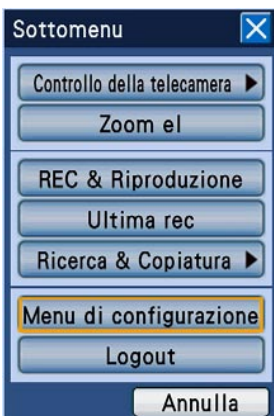 Sottomenu
Controllo della telecamera
Zoom el
REC & Riproduzione
Ultima rec
Ricerca & Copiatura
Menu di configurazione
Logout
Annulla